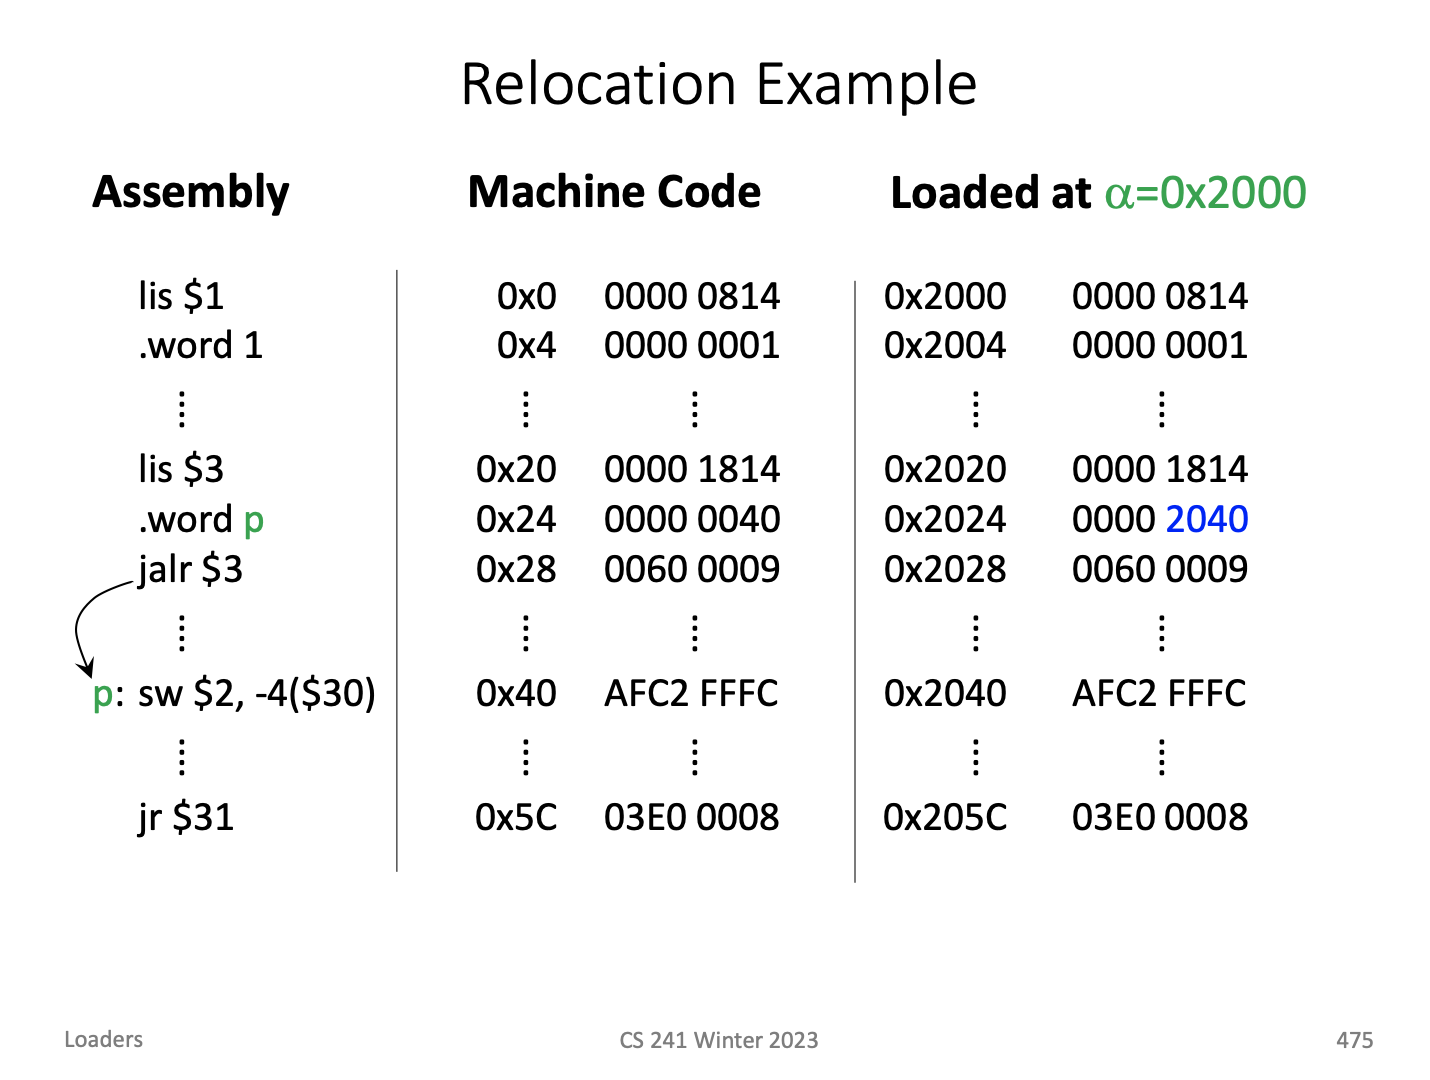 Relocation Example
Assembly Machine Code Loaded at α=0x2000
lis $1 0x0 0000 0814 0x2000 0000 0814
.word 1 0x4 0000 0001 0x2004 0000 0001
⋮ ⋮ ⋮ ⋮ ⋮
lis $3 0x20 0000 1814 0x2020 0000 1814
.word p 0x24 0000 0040 0x2024 0000 2040
jalr $3 0x28 0060 0009 0x2028 0060 0009
⋮ ⋮ ⋮ ⋮ ⋮
p: sw $2, -4($30) 0x40 AFC2 FFFC 0x2040 AFC2 FFFC
⋮ ⋮ ⋮ ⋮ ⋮
jr $31 0x5C 03E0 0008 0x205C 03E0 0008
Loaders CS 241 Winter 2023 475